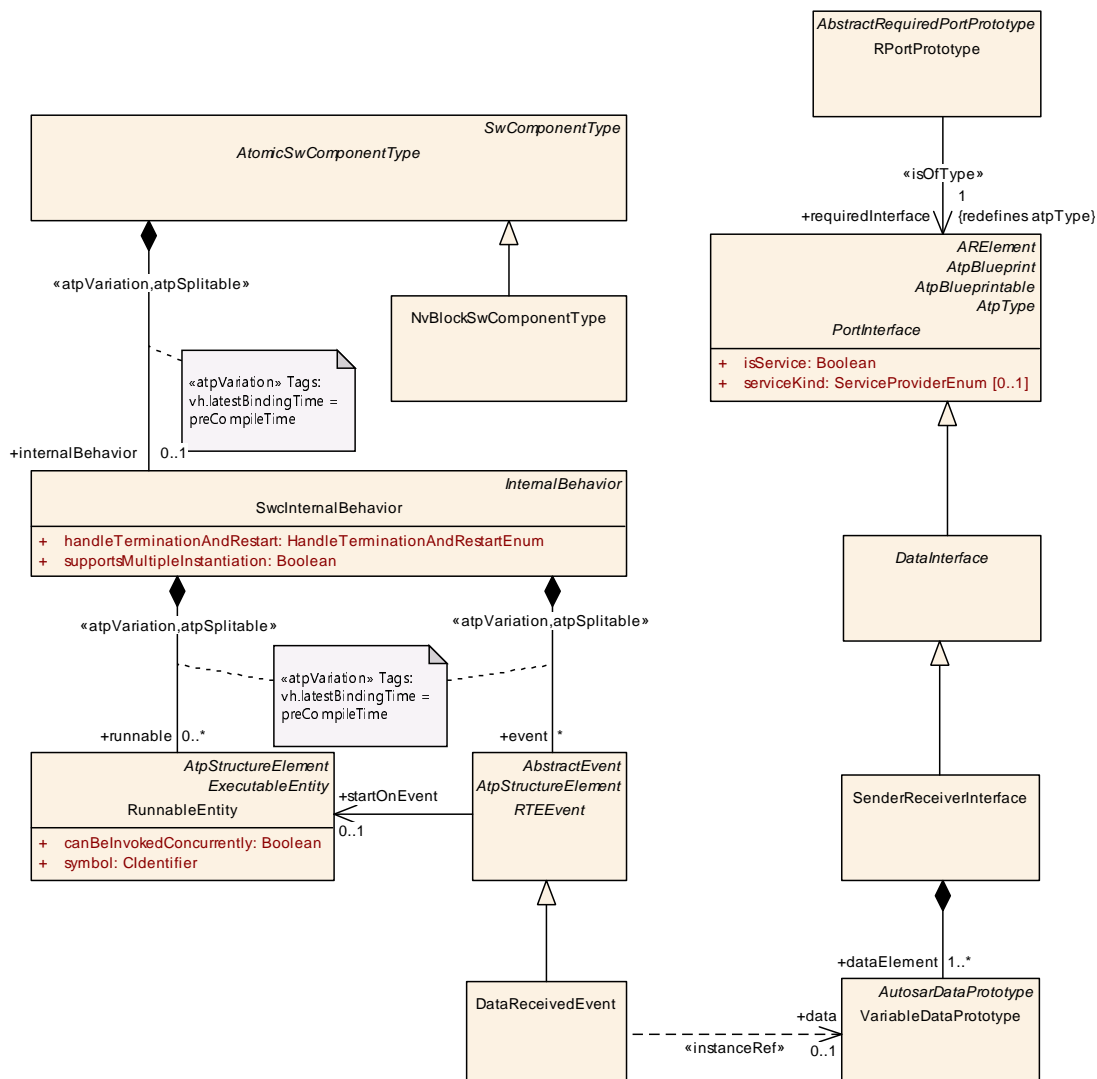 AbstractRequiredPortPrototype
RPortPrototype
«isOfType»
1
+requiredInterface
{redefines atpType}
SwComponentType
AtomicSwComponentType
«atpVariation,atpSplitable»
NvBlockSwComponentType
«atpVariation» Tags:
vh.latestBindingTime =
preCompileTime
+internalBehavior
0..1
ARElement
AtpBlueprint
AtpBlueprintable
AtpType
PortInterface
+ isService: Boolean
+ serviceKind: ServiceProviderEnum [0..1]
InternalBehavior
SwcInternalBehavior
+ handleTerminationAndRestart: HandleTerminationAndRestartEnum
+ supportsMultipleInstantiation: Boolean
«atpVariation,atpSplitable»
«atpVariation,atpSplitable»
«atpVariation» Tags:
vh.latestBindingTime =
preCompileTime
DataInterface
+runnable
0..*
+event
*
AtpStructureElement
ExecutableEntity
RunnableEntity
+ canBeInvokedConcurrently: Boolean
+ symbol: CIdentifier
+startOnEvent
0..1
AbstractEvent
AtpStructureElement
RTEEvent
SenderReceiverInterface
+dataElement
1..*
DataReceivedEvent
+data
0..1
«instanceRef»
AutosarDataPrototype
VariableDataPrototype